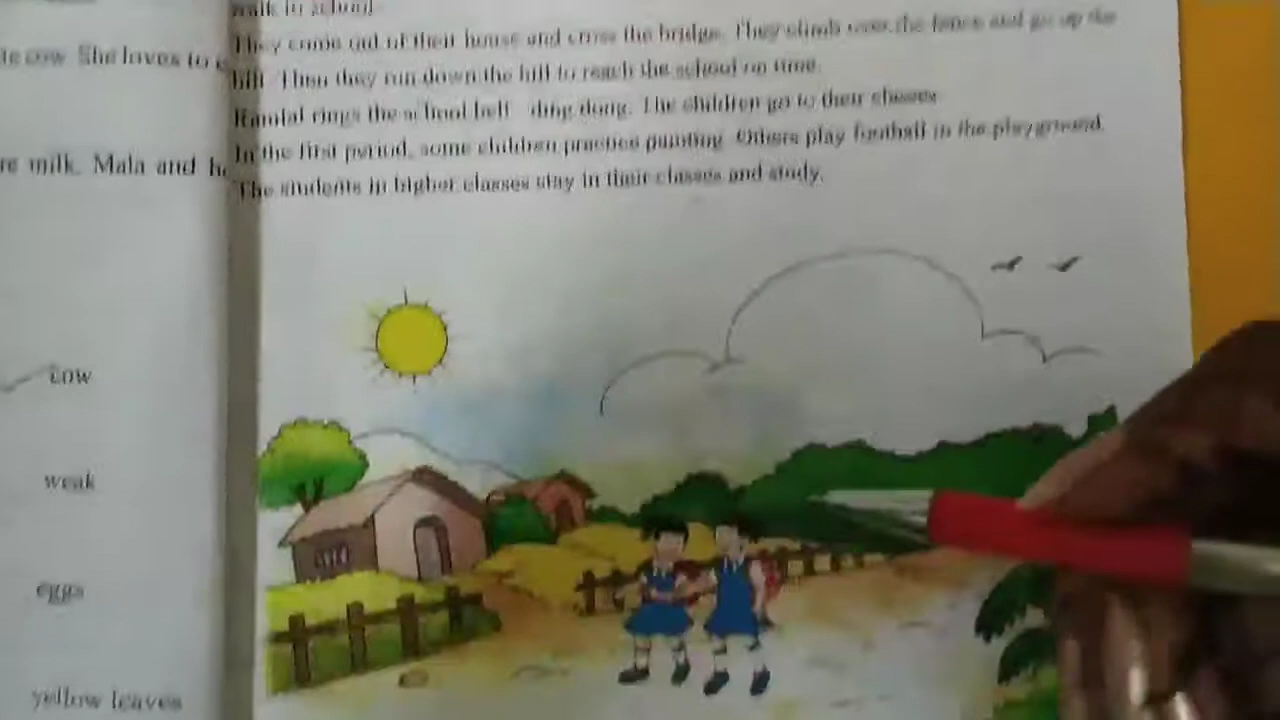 walk to school
They come out of their house and cross the bridge. They climb over the fence and go up the
hill. Then they run down the hill to reach the school on time.
Ramlal rings the school bell ding dong. The children go to their classes
In the first period, some children practice painting. Others play football in the playground.
The students in higher classes stay in their classes and study.
te cow. She loves to
re milk. Mala and h
cow
weak
eggs
yellow leaves